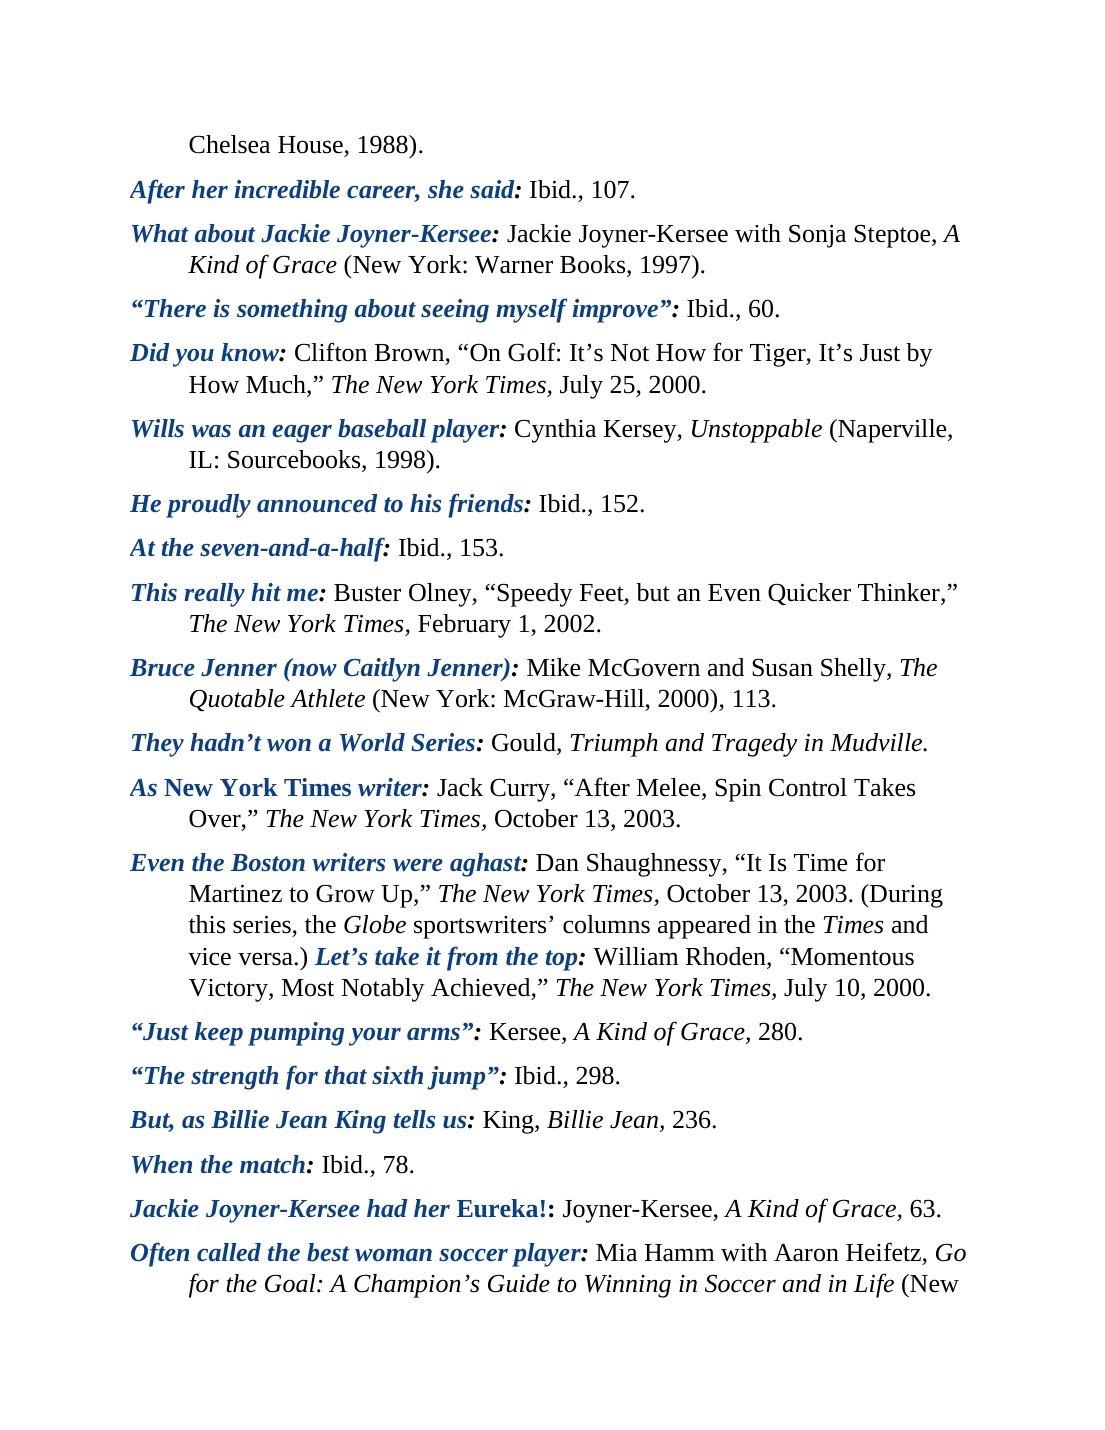 Chelsea House, 1988).
After her incredible career, she said: Ibid., 107.
What about Jackie Joyner-Kersee: Jackie Joyner-Kersee with Sonja Steptoe, A
Kind of Grace (New York: Warner Books, 1997).
“There is something about seeing myself improve”: Ibid., 60.
Did you know: Clifton Brown, “On Golf: It’s Not How for Tiger, It’s Just by
How Much,” The New York Times, July 25, 2000.
Wills was an eager baseball player: Cynthia Kersey, Unstoppable (Naperville,
IL: Sourcebooks, 1998).
He proudly announced to his friends: Ibid., 152.
At the seven-and-a-half: Ibid., 153.
This really hit me: Buster Olney, “Speedy Feet, but an Even Quicker Thinker,”
The New York Times, February 1, 2002.
Bruce Jenner (now Caitlyn Jenner): Mike McGovern and Susan Shelly, The
Quotable Athlete (New York: McGraw-Hill, 2000), 113.
They hadn’t won a World Series: Gould, Triumph and Tragedy in Mudville.
As New York Times writer: Jack Curry, “After Melee, Spin Control Takes
Over,” The New York Times, October 13, 2003.
Even the Boston writers were aghast: Dan Shaughnessy, “It Is Time for
Martinez to Grow Up,” The New York Times, October 13, 2003. (During
this series, the Globe sportswriters’ columns appeared in the Times and
vice versa.) Let’s take it from the top: William Rhoden, “Momentous
Victory, Most Notably Achieved,” The New York Times, July 10, 2000.
“Just keep pumping your arms”: Kersee, A Kind of Grace, 280.
“The strength for that sixth jump”: Ibid., 298.
But, as Billie Jean King tells us: King, Billie Jean, 236.
When the match: Ibid., 78.
Jackie Joyner-Kersee had her Eureka!: Joyner-Kersee, A Kind of Grace, 63.
Often called the best woman soccer player: Mia Hamm with Aaron Heifetz, Go
for the Goal: A Champion’s Guide to Winning in Soccer and in Life (New